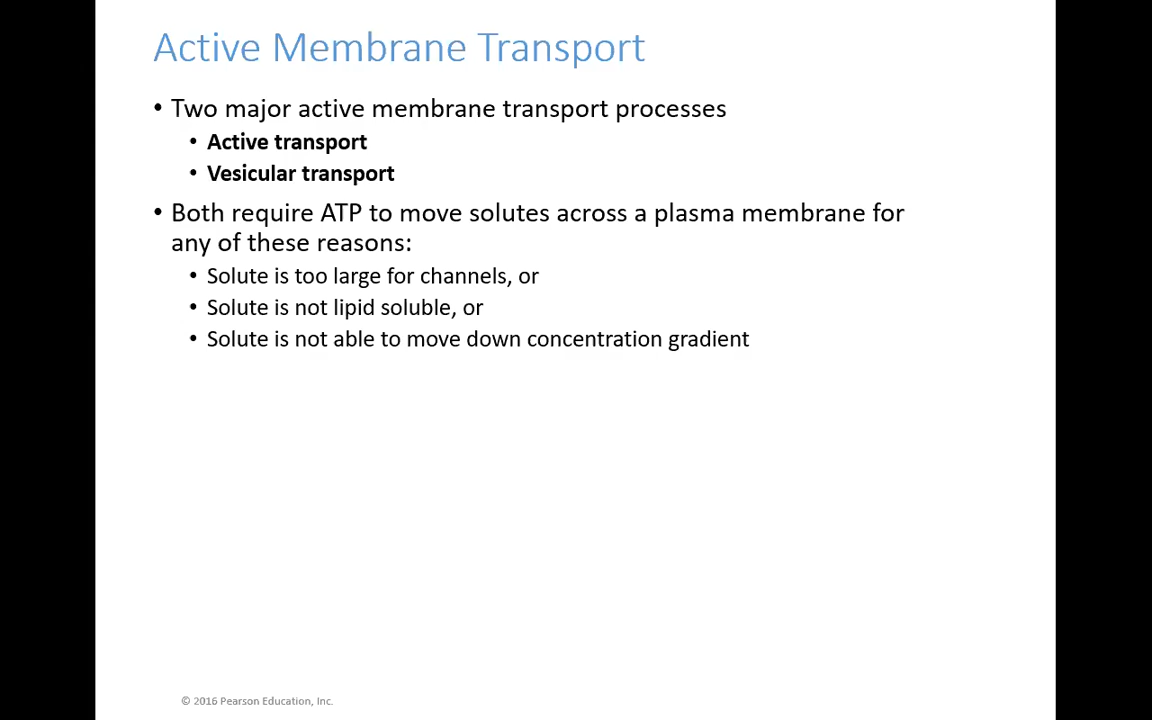 Active Membrane Transport
• Two major active membrane transport processes
• Active transport
• Vesicular transport
• Both require ATP to move solutes across a plasma membrane for
any of these reasons:
• Solute is too large for channels, or
• Solute is not lipid soluble, or
• Solute is not able to move down concentration gradient
© 2016 Pearson Education, Inc.